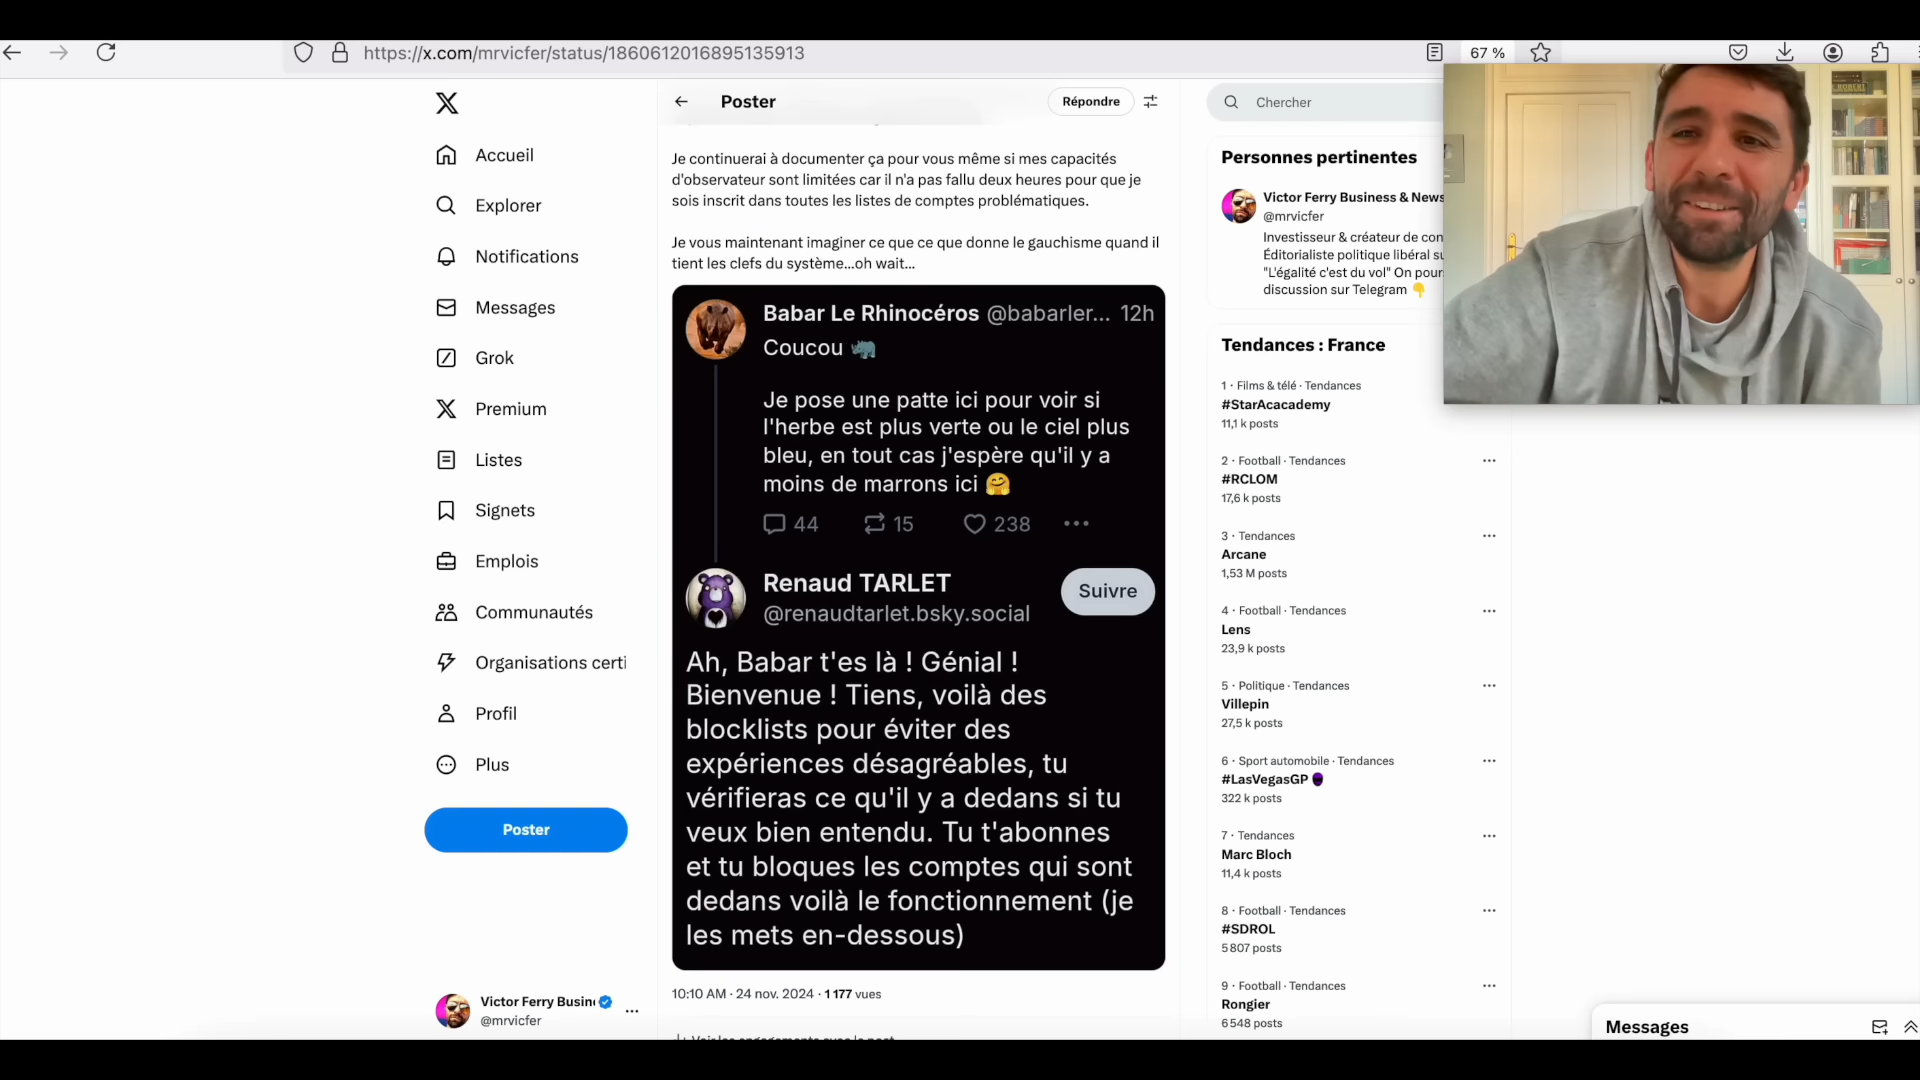 https://x.com/mrvicfer/status/1860612016895135913
67 %
Accueil
Explorer
Notifications
Messages
Grok
Premium
Listes
Signets
Emplois
Communautés
Organisations certi
Profil
Plus
Poster
Victor Ferry Busin
@mrvicfer
Poster
Répondre
Je continuerai à documenter ça pour vous même si mes capacités
d'observateur sont limitées car il n'a pas fallu deux heures pour que je
sois inscrit dans toutes les listes de comptes problématiques.
Je vous maintenant imaginer ce que ce que donne le gauchisme quand il
tient les clefs du système...oh wait...
Babar Le Rhinocéros @babarler... 12h
Coucou 🦏
Je pose une patte ici pour voir si
l'herbe est plus verte ou le ciel plus
bleu, en tout cas j'espère qu'il y a
moins de marrons ici 🤗
44 15 238
Renaud TARLET
@renaudtarlet.bsky.social
Suivre
Ah, Babar t'es là ! Génial !
Bienvenue ! Tiens, voilà des
blocklists pour éviter des
expériences désagréables, tu
vérifieras ce qu'il y a dedans si tu
veux bien entendu. Tu t'abonnes
et tu bloques les comptes qui sont
dedans voilà le fonctionnement (je
les mets en-dessous)
10:10 AM · 24 nov. 2024 · 1 177 vues
Chercher
Personnes pertinentes
Victor Ferry Business & News
@mrvicfer
Investisseur & créateur de con
Éditorialiste politique libéral su
"L'égalité c'est du vol" On pour
discussion sur Telegram 👇
Tendances : France
1 · Films & télé · Tendances
#StarAcacademy
11,1 k posts
2 · Football · Tendances
#RCLOM
17,6 k posts
3 · Tendances
Arcane
1,53 M posts
4 · Football · Tendances
Lens
23,9 k posts
5 · Politique · Tendances
Villepin
27,5 k posts
6 · Sport automobile · Tendances
#LasVegasGP
322 k posts
7 · Tendances
Marc Bloch
11,4 k posts
8 · Football · Tendances
#SDROL
5 807 posts
9 · Football · Tendances
Rongier
6 548 posts
Messages